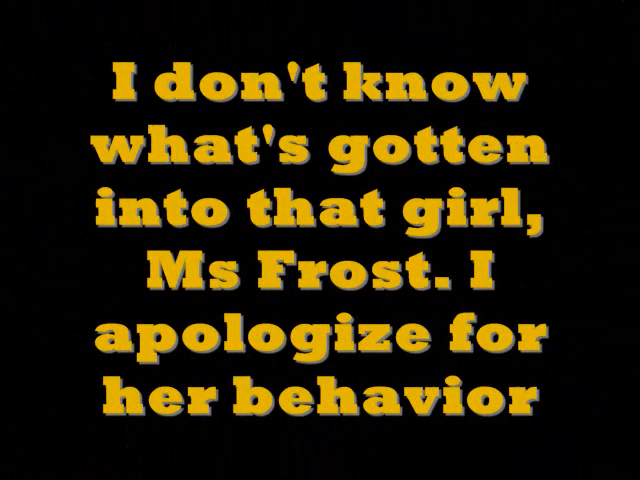 I don't know
what's gotten
into that girl,
Ms Frost. I
apologize for
her behavior